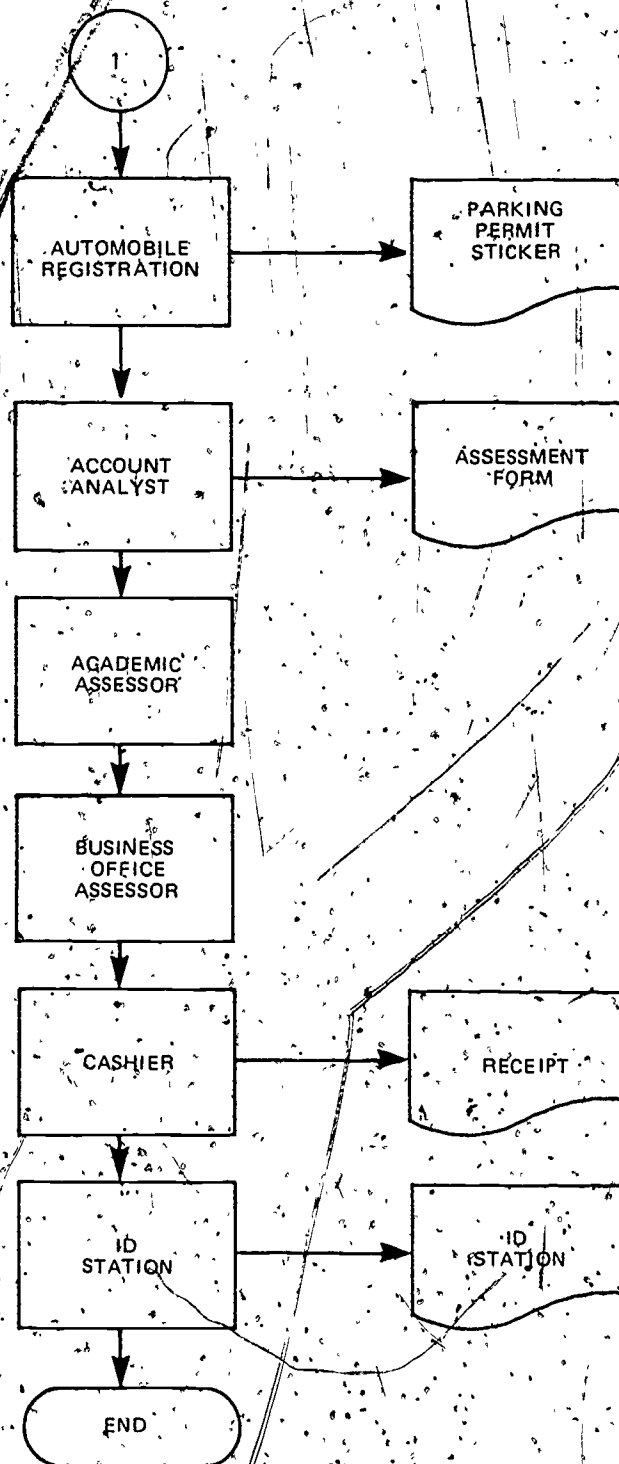 1
AUTOMOBILE
REGISTRATION
PARKING
PERMIT
STICKER
ACCOUNT
ANALYST
ASSESSMENT
FORM
ACADEMIC
ASSESSOR
BUSINESS
OFFICE
ASSESSOR
CASHIER
RECEIPT
ID
STATION
ID
STATION
END